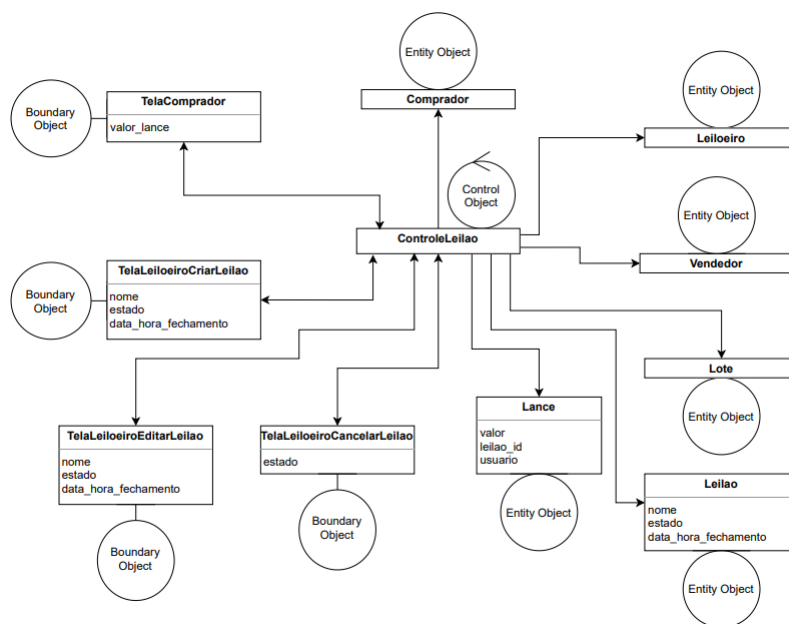 Entity Object
Comprador
Boundary
Object
TelaComprador
valor_lance
Entity Object
Leiloeiro
Control
Object
ControleLeilao
Entity Object
Vendedor
Boundary
Object
TelaLeiloeiroCriarLeilao
nome
estado
data_hora_fechamento
Lote
Entity Object
TelaLeiloeiroEditarLeilao
nome
estado
data_hora_fechamento
Boundary
Object
TelaLeiloeiroCancelarLeilao
estado
Boundary
Object
Lance
valor
leilao_id
usuario
Entity Object
Leilao
nome
estado
data_hora_fechamento
Entity Object